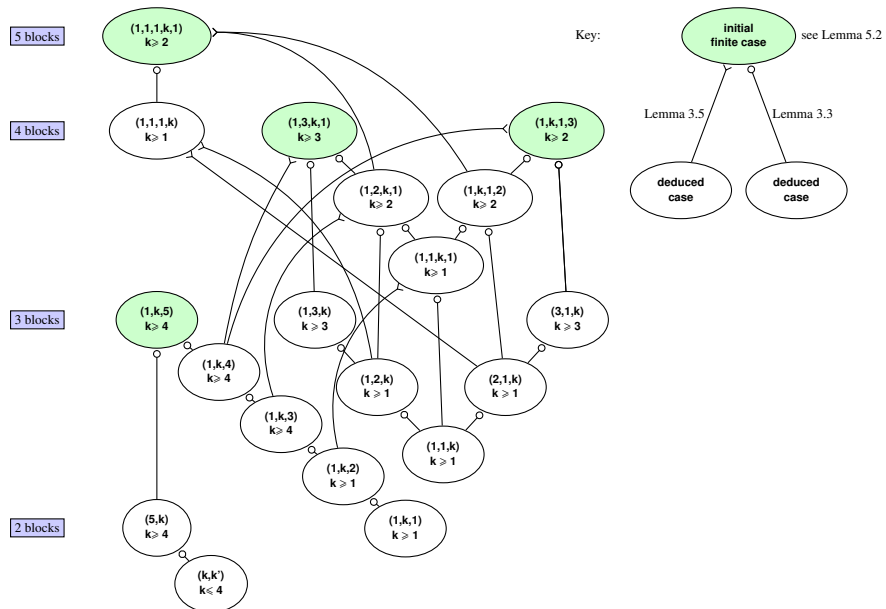 5 blocks
(1,1,1,k,1)
k⩾ 2
Key:
initial
finite case
see Lemma 5.2
Lemma 3.5
Lemma 3.3
deduced
case
deduced
case
4 blocks
(1,1,1,k)
k⩾ 1
(1,3,k,1)
k⩾ 3
(1,k,1,3)
k⩾ 2
(1,2,k,1)
k⩾ 2
(1,k,1,2)
k⩾ 2
(1,1,k,1)
k⩾ 1
3 blocks
(1,k,5)
k⩾ 4
(1,3,k)
k⩾ 3
(3,1,k)
k⩾ 3
(1,k,4)
k⩾ 4
(1,2,k)
k ⩾ 1
(2,1,k)
k ⩾ 1
(1,k,3)
k⩾ 4
(1,1,k)
k ⩾ 1
(1,k,2)
k ⩾ 1
2 blocks
(5,k)
k⩾ 4
(1,k,1)
k⩾ 1
(k,k')
k⩽ 4